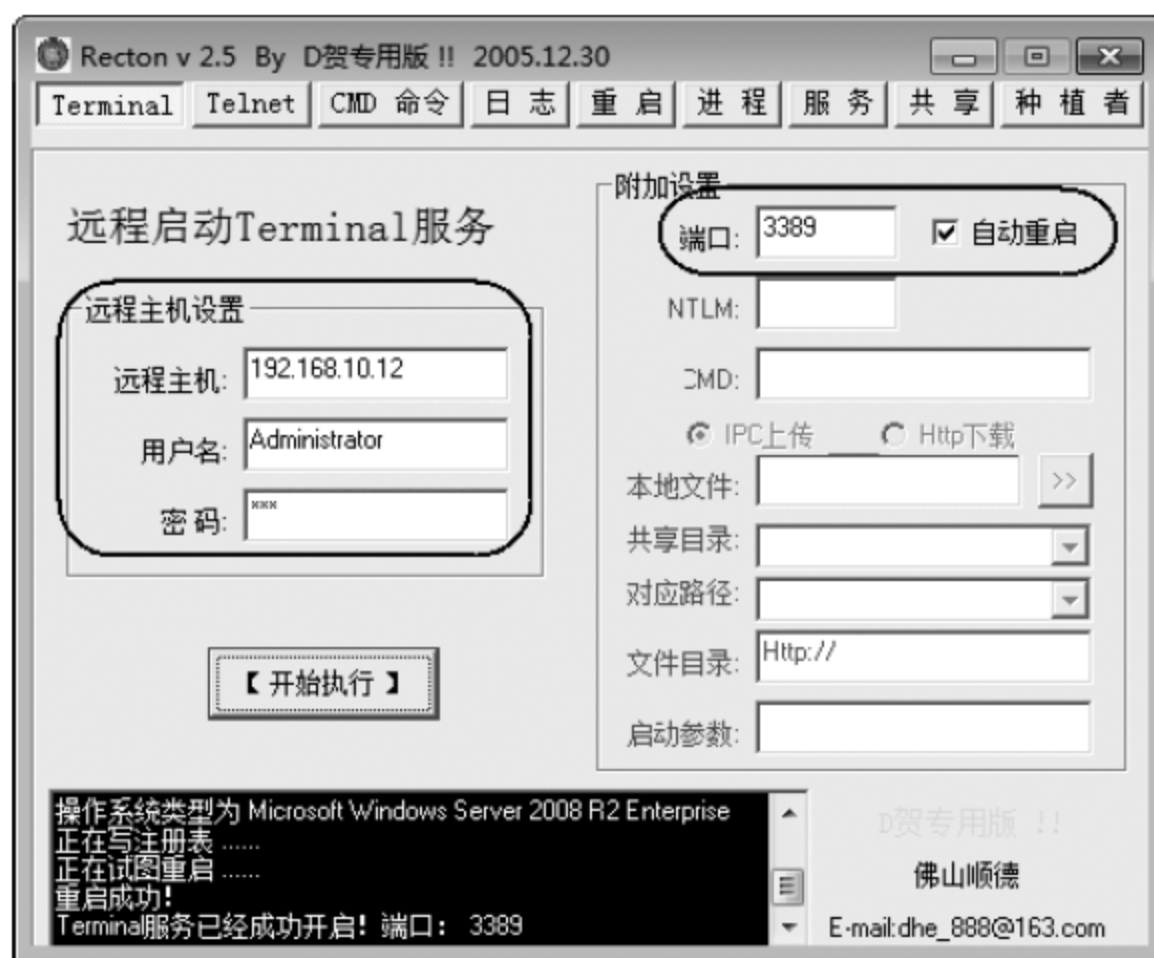 Recton v 2.5 By D贺专用版 !! 2005.12.30
Terminal Telnet CMD 命令 日 志 重 启 进 程 服 务 共 享 种 植 者
远程启动Terminal服务
远程主机设置
远程主机: 192.168.10.12
用户名: Administrator
密 码: ***
【 开始执行 】
附加设置
端口: 3389 自动重启
NTLM:
CMD:
IPC上传 Http下载
本地文件: >>
共享目录:
对应路径:
文件目录: Http://
启动参数:
操作系统类型为 Microsoft Windows Server 2008 R2 Enterprise
正在写注册表 ......
正在试图重启 ......
重启成功!
Terminal服务已经成功开启! 端口: 3389
D贺专用版 !!
佛山顺德
E-mail:dhe_888@163.com